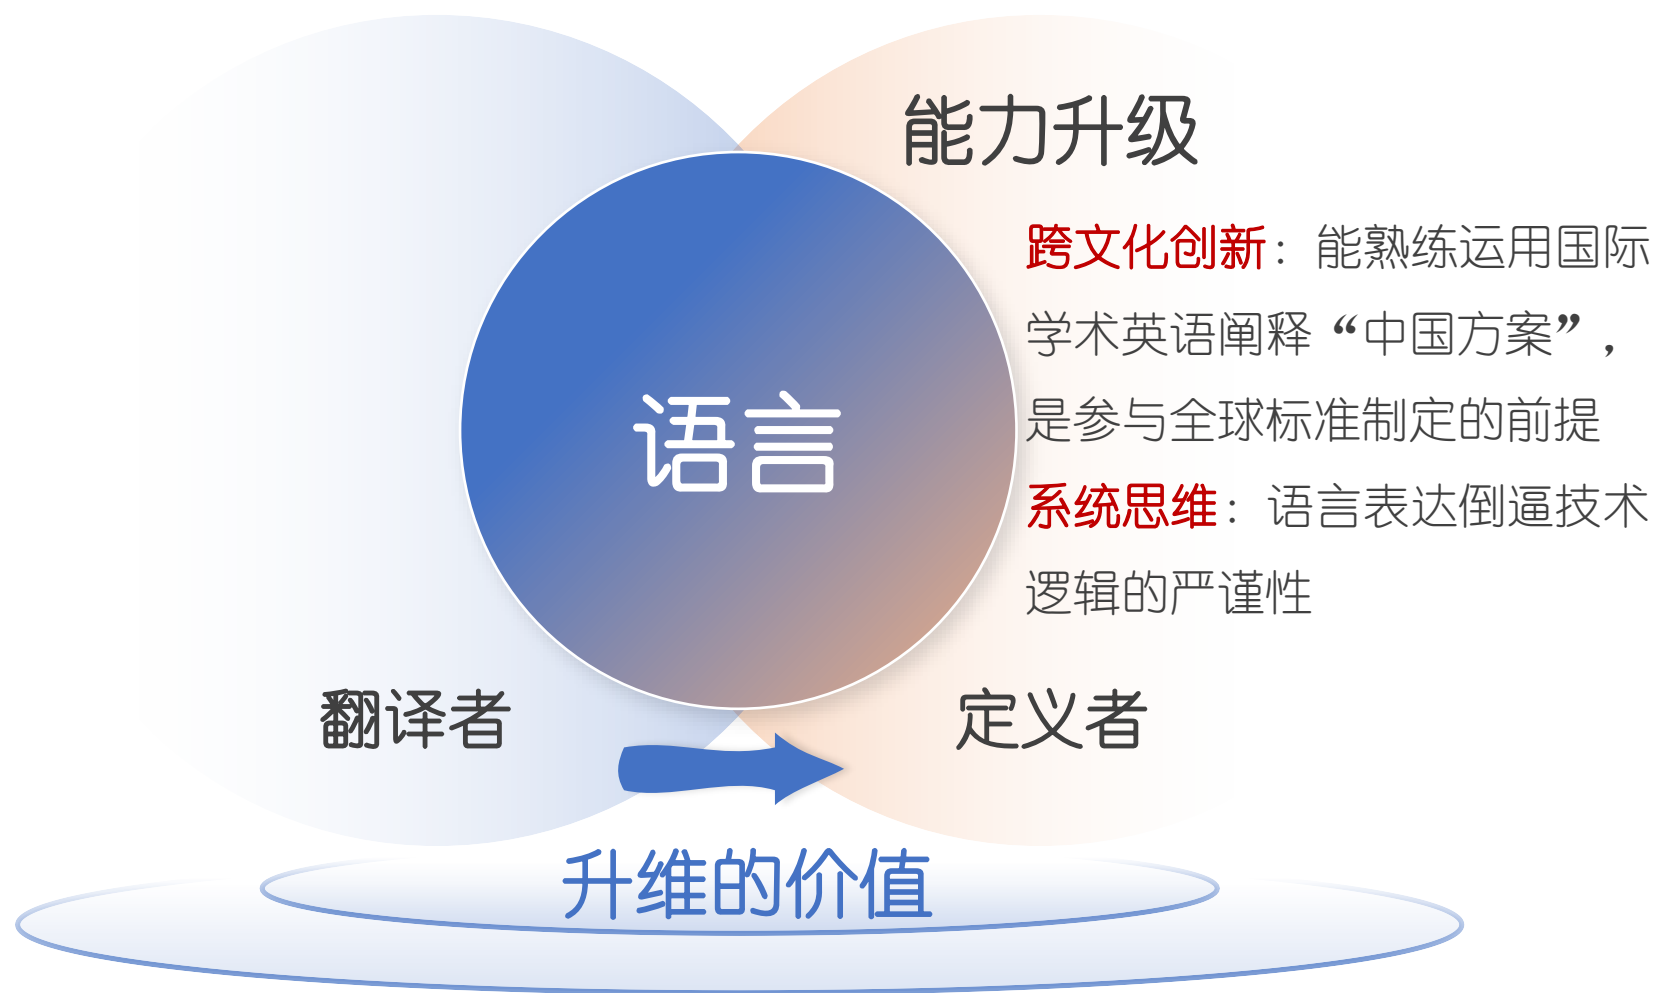 能力升级
跨文化创新：能熟练运用国际
学术英语阐释“中国方案”，
是参与全球标准制定的前提
系统思维：语言表达倒逼技术
逻辑的严谨性
语言
翻译者
定义者
升维的价值